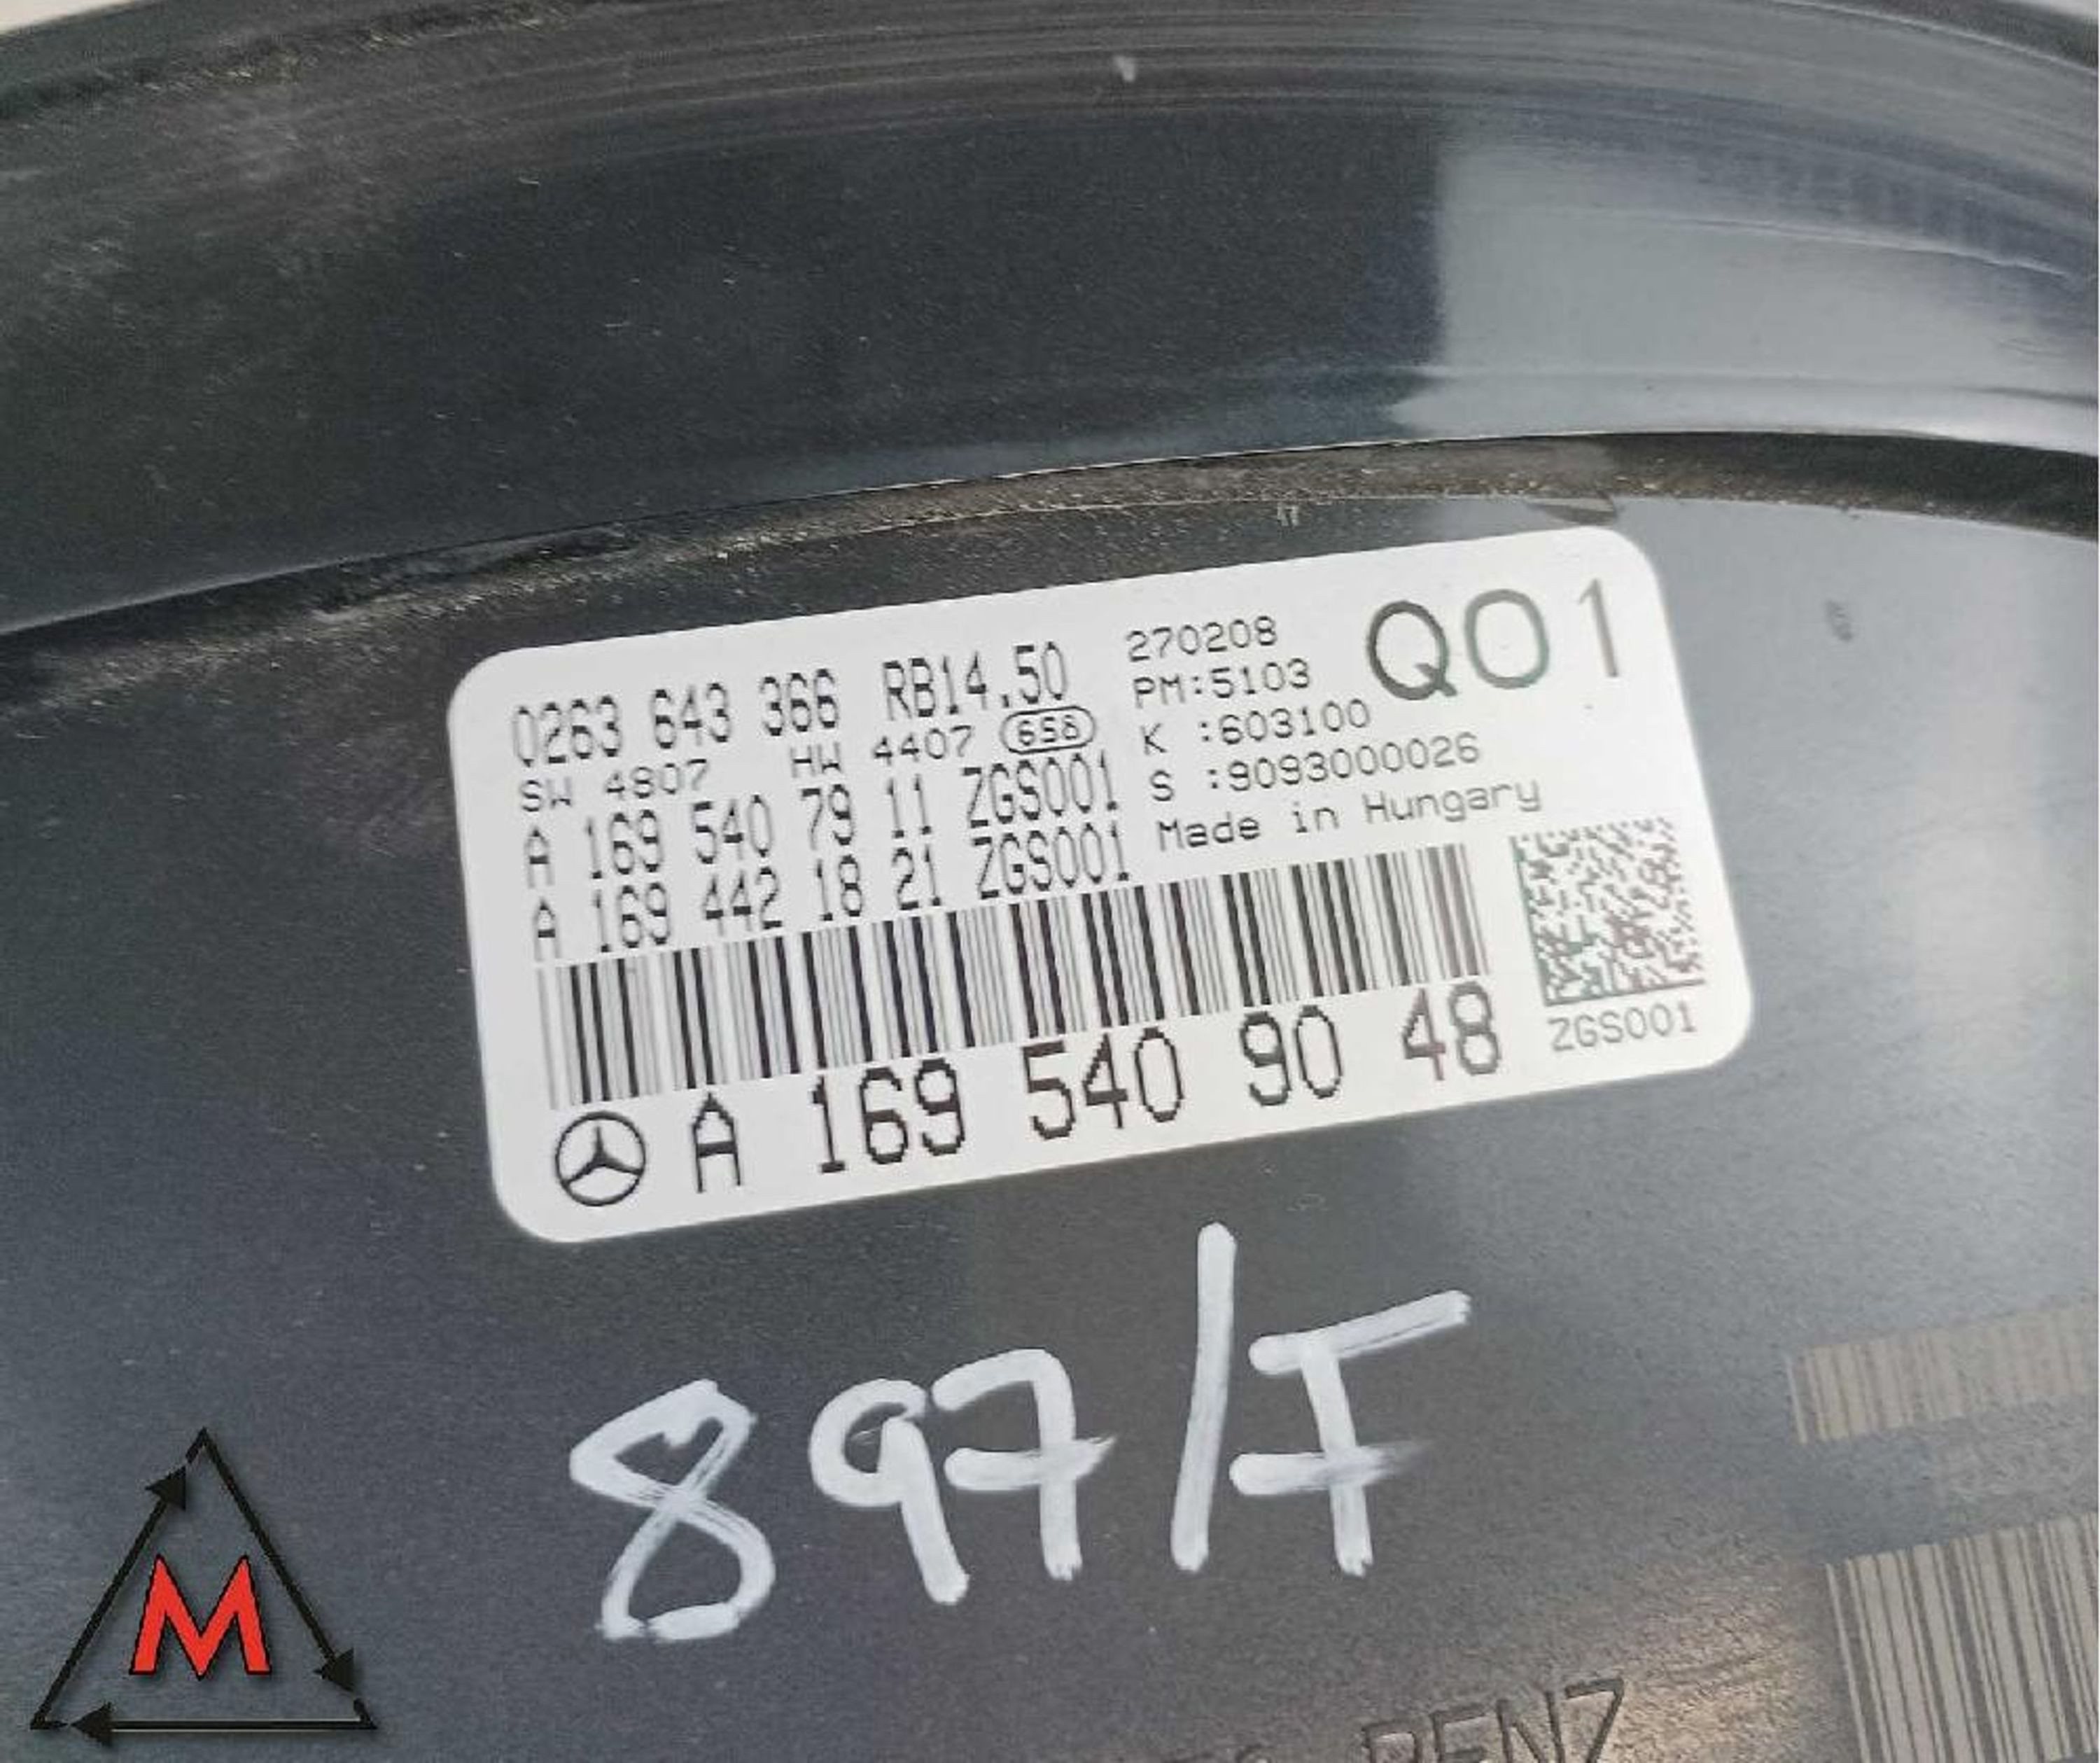 0263 643 366 RB14.50
SW 4807 HW 4407 658
A 169 540 79 11 ZGS001
A 169 442 18 21 ZGS001
270208
PM:5103
K :603100
S :9093000026
Made in Hungary
Q01
ZGS001
A 169 540 90 48
897/F
BENZ
M